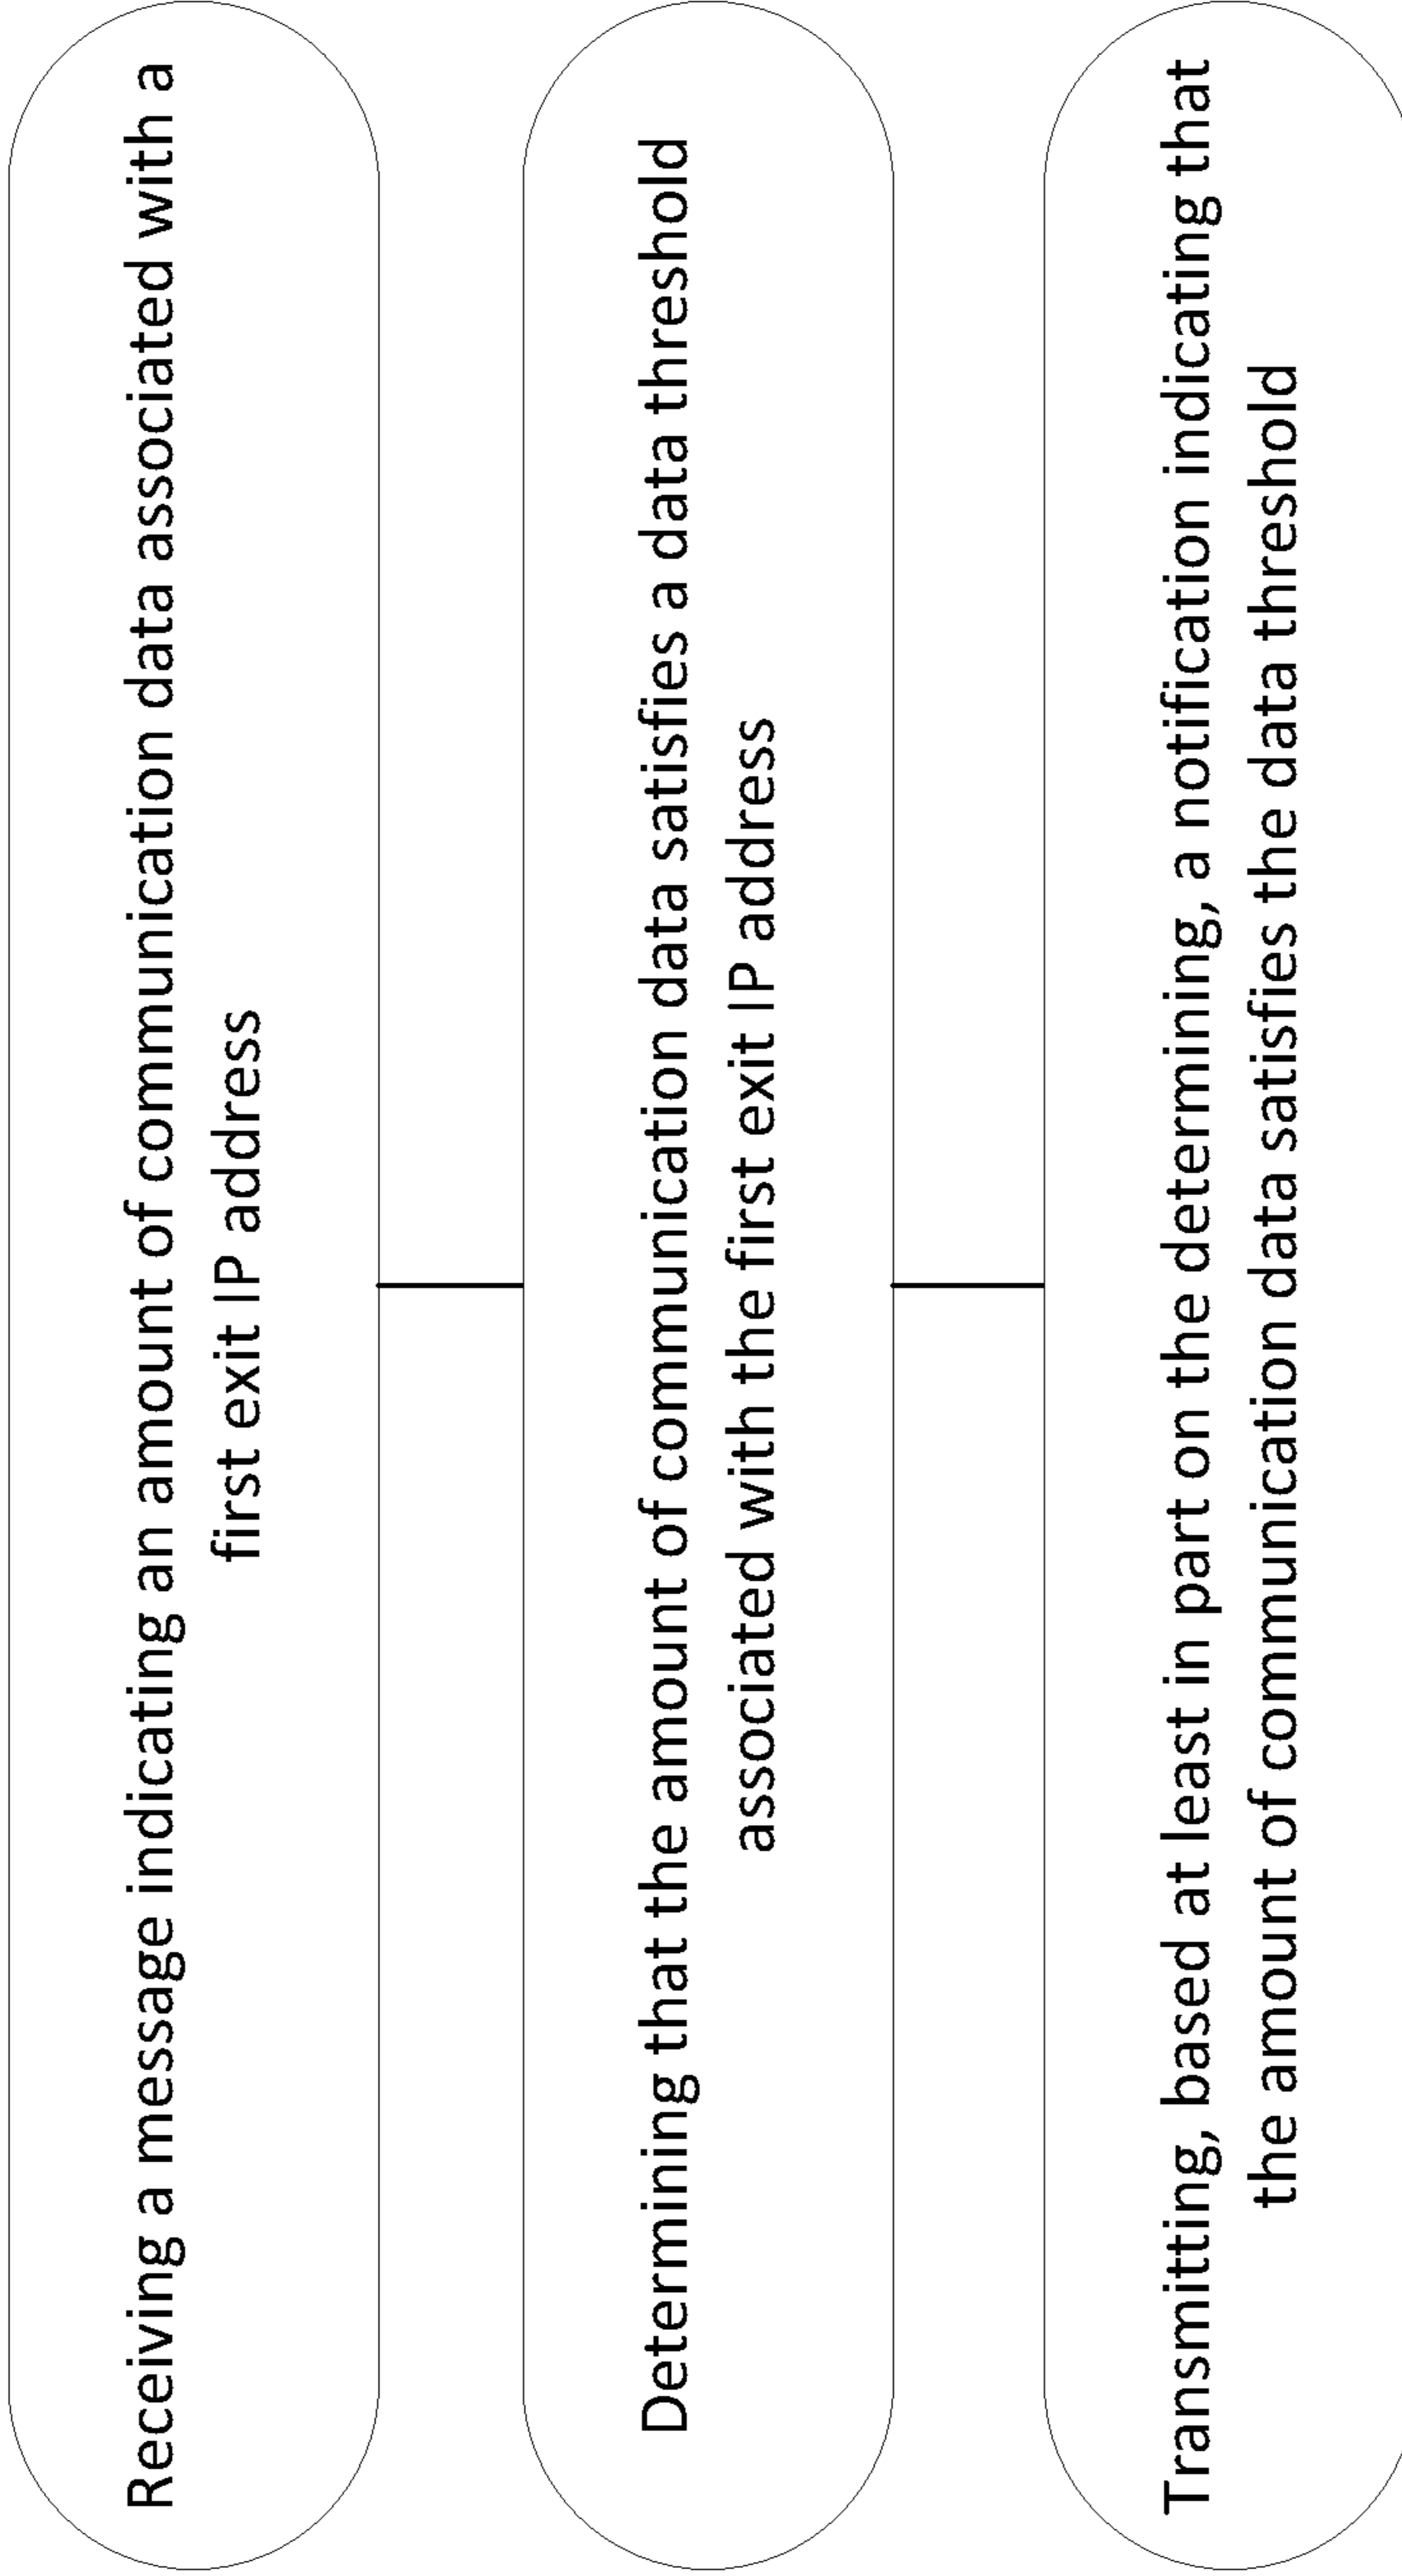 Receiving a message indicating an amount of communication data associated with a
first exit IP address
Determining that the amount of communication data satisfies a data threshold
associated with the first exit IP address
Transmitting, based at least in part on the determining, a notification indicating that
the amount of communication data satisfies the data threshold